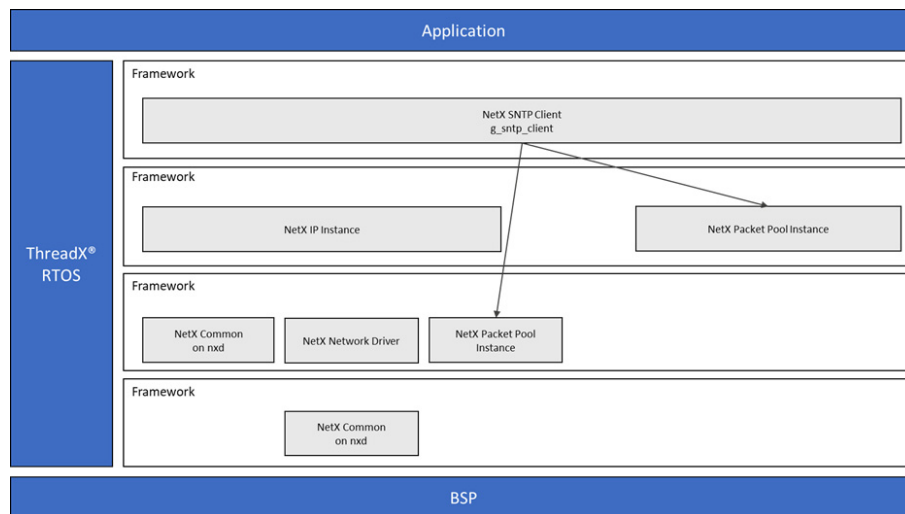 Application
ThreadX®
RTOS
Framework
NetX SNTP Client
g_sntp_client
Framework
NetX IP Instance
NetX Packet Pool Instance
Framework
NetX Common
on nxd
NetX Network Driver
NetX Packet Pool
Instance
Framework
NetX Common
on nxd
BSP